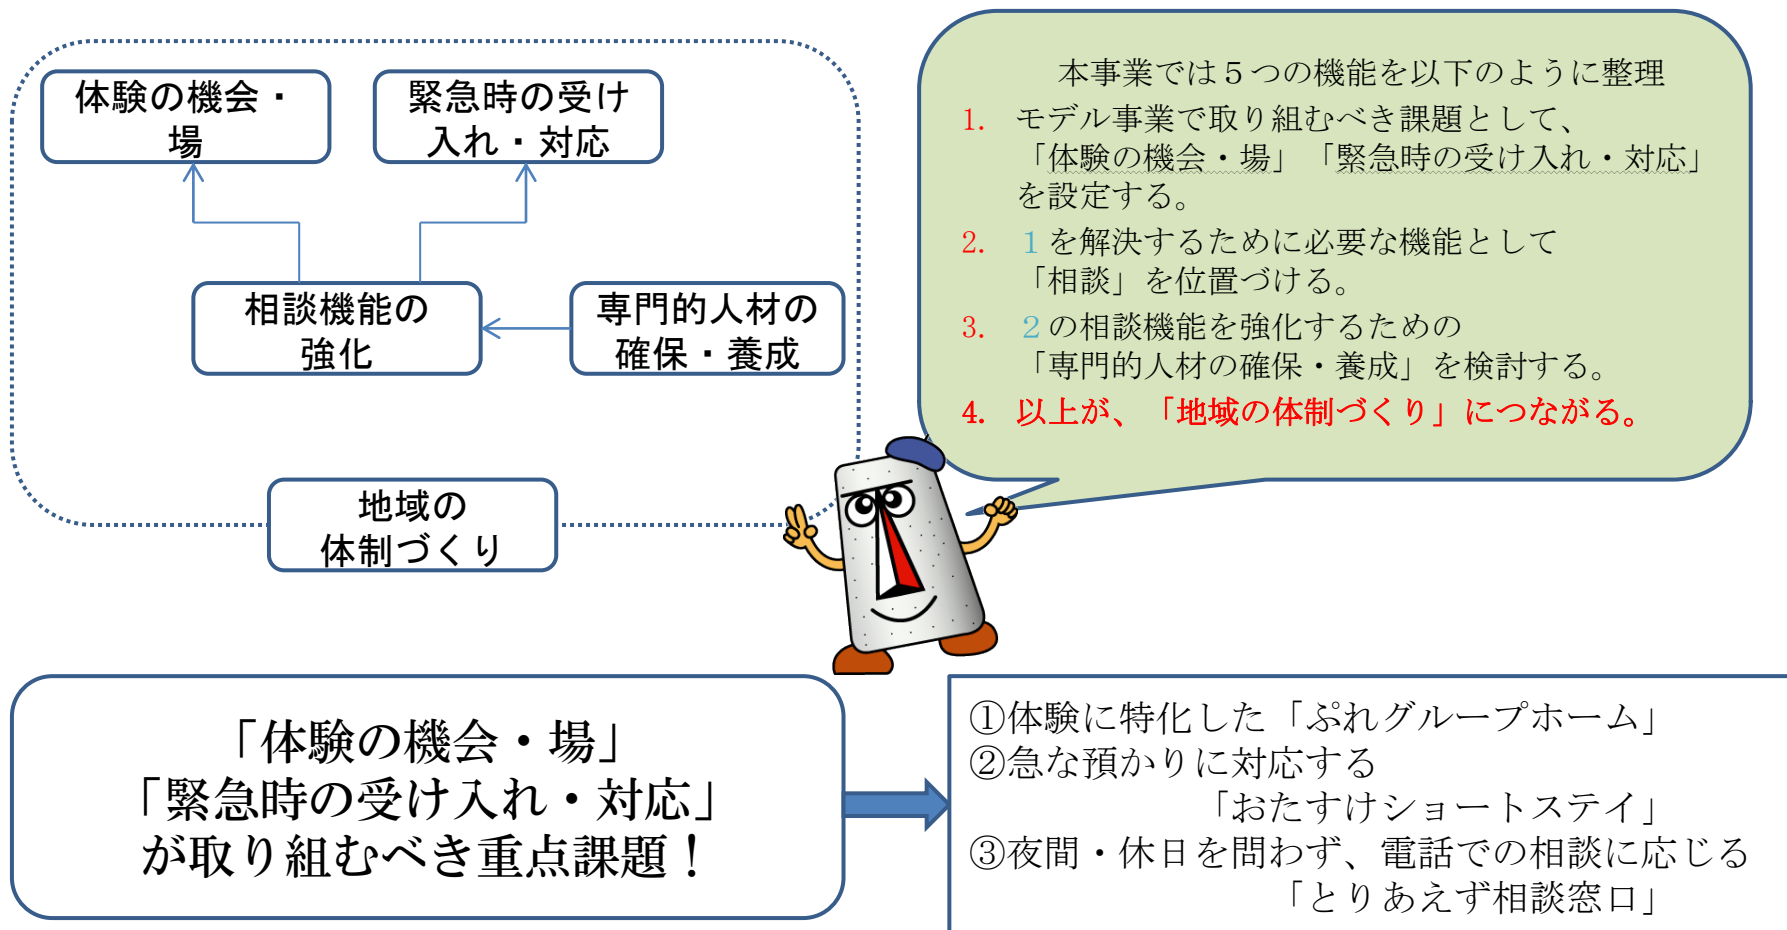 体験の機会・
場
緊急時の受け
入れ・対応
相談機能の
強化
専門的人材の
確保・養成
地域の
体制づくり
本事業では５つの機能を以下のように整理
1. モデル事業で取り組むべき課題として、
「体験の機会・場」「緊急時の受け入れ・対応」
を設定する。
2. １を解決するために必要な機能として
「相談」を位置づける。
3. ２の相談機能を強化するための
「専門的人材の確保・養成」を検討する。
4. 以上が、「地域の体制づくり」につながる。
「体験の機会・場」
「緊急時の受け入れ・対応」
が取り組むべき重点課題！
①体験に特化した「ぷれグループホーム」
②急な預かりに対応する
「おたすけショートステイ」
③夜間・休日を問わず、電話での相談に応じる
「とりあえず相談窓口」